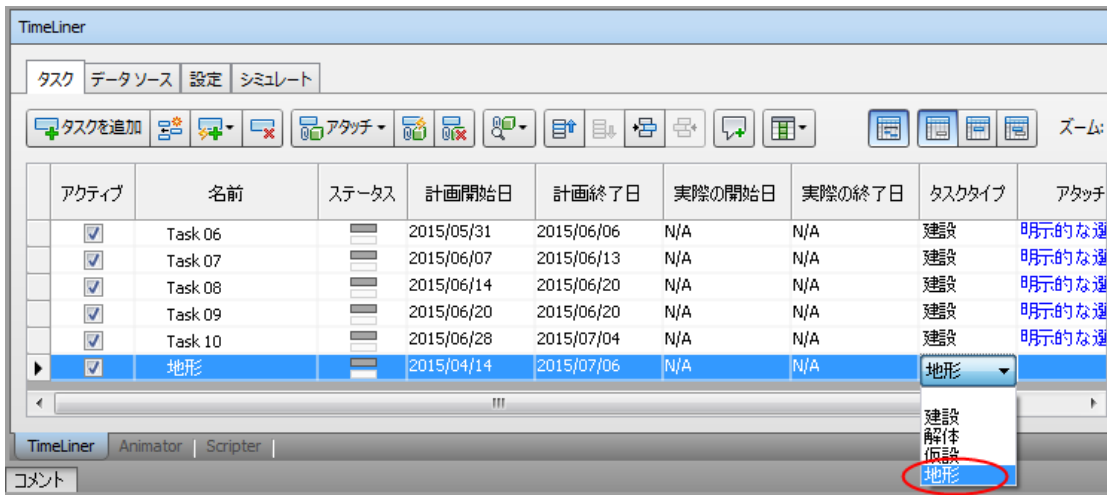 TimeLiner
タスク データ ソース 設定 シミュレート
タスクを追加 アタッチ ズーム:
アクティブ 名前 ステータス 計画開始日 計画終了日 実際の開始日 実際の終了日 タスクタイプ アタッチ
Task 06 2015/05/31 2015/06/06 N/A N/A 建設 明示的な選
Task 07 2015/06/07 2015/06/13 N/A N/A 建設 明示的な選
Task 08 2015/06/14 2015/06/20 N/A N/A 建設 明示的な選
Task 09 2015/06/20 2015/06/20 N/A N/A 建設 明示的な選
Task 10 2015/06/28 2015/07/04 N/A N/A 建設 明示的な選
地形 2015/04/14 2015/07/06 N/A N/A 地形
建設
解体
仮設
地形
TimeLiner Animator Scripter
コメント